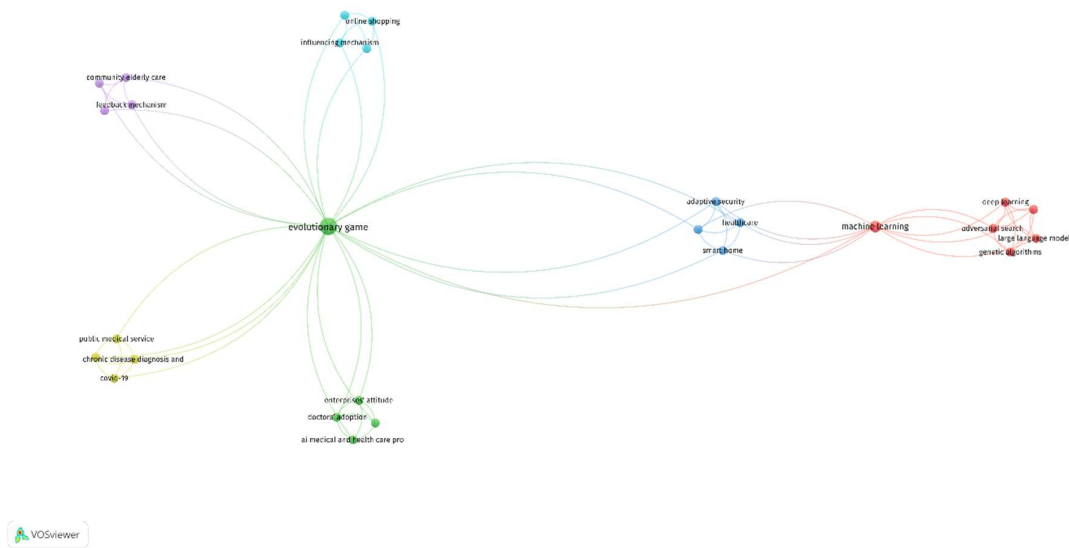 online shopping
influencing mechanism
community elderly care
feedback mechanism
evolutionary game
adaptive security
healthcare
smart home
machine learning
deep learning
adversarial search
large language model
genetic algorithms
public medical service
chronic disease diagnosis and
covid-19
enterprises' attitude
doctors' adoption
ai medical and health care pro
VOSviewer